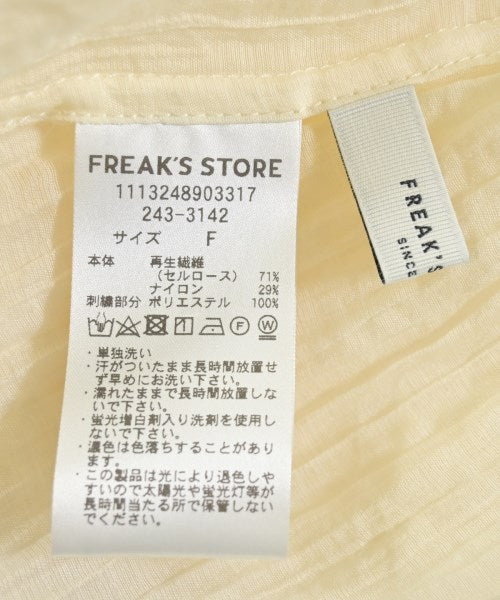 FREAK'S STORE
1113248903317
243-3142
サイズ F
本体 再生繊維
(セルロース) 71%
ナイロン 29%
刺繍部分 ポリエステル 100%
・単独洗い
・汗がついたまま長時間放置せ
ず早めにお洗い下さい。
・濡れたままで長時間放置しな
いで下さい。
・蛍光増白剤入り洗剤を使用し
ないで下さい。
・濃色は色落ちすることがあり
ます。
・この製品は光により退色しや
すいので太陽光や蛍光灯等が
長時間当たる所で保管しない
でください。
FREAK'S
SINCE